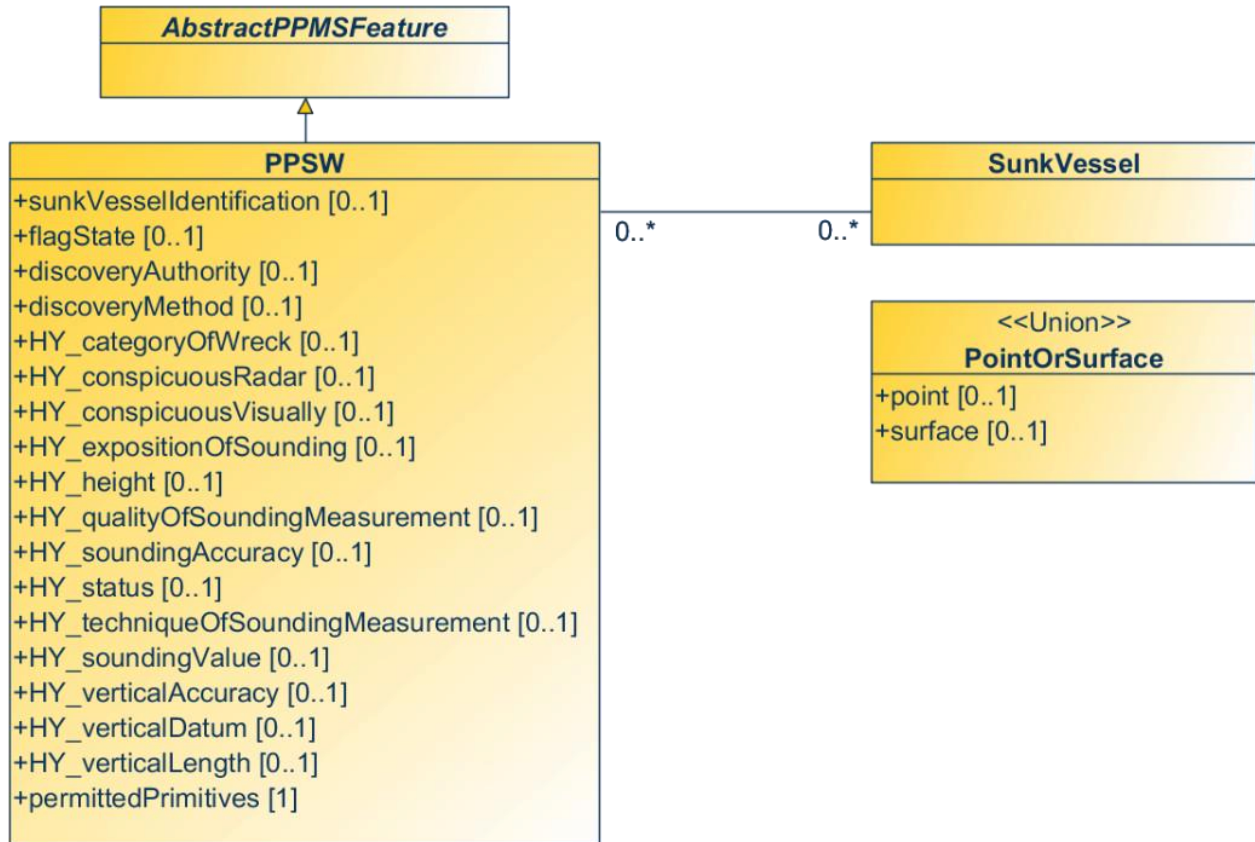 AbstractPPMSFeature
PPSW
+sunkVesselIdentification [0..1]
+flagState [0..1]
+discoveryAuthority [0..1]
+discoveryMethod [0..1]
+HY_categoryOfWreck [0..1]
+HY_conspicuousRadar [0..1]
+HY_conspicuousVisually [0..1]
+HY_expositionOfSounding [0..1]
+HY_height [0..1]
+HY_qualityOfSoundingMeasurement [0..1]
+HY_soundingAccuracy [0..1]
+HY_status [0..1]
+HY_techniqueOfSoundingMeasurement [0..1]
+HY_soundingValue [0..1]
+HY_verticalAccuracy [0..1]
+HY_verticalDatum [0..1]
+HY_verticalLength [0..1]
+permittedPrimitives [1]
0..*
0..*
SunkVessel
<<Union>>
PointOrSurface
+point [0..1]
+surface [0..1]